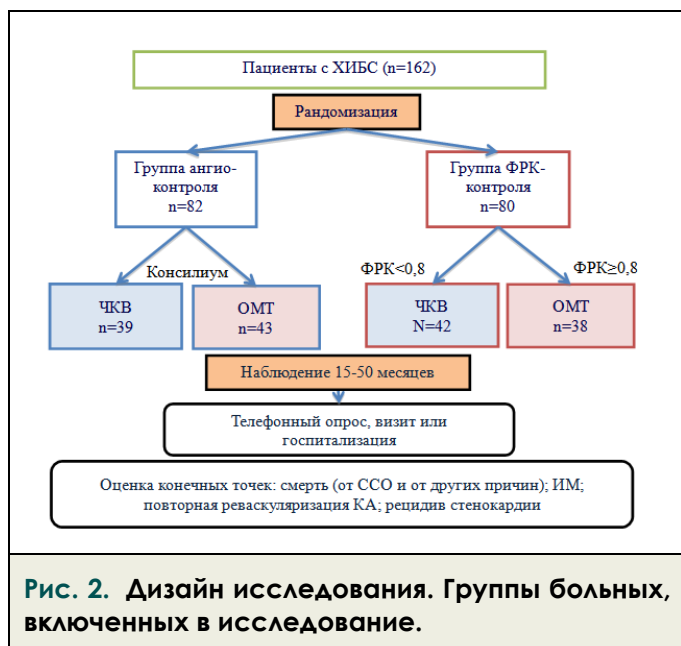 Пациенты с ХИБС (n=162)
Рандомизация
Группа ангио-
контроля
n=82
Группа ФРК-
контроля
n=80
Консилиум
ФРК<0,8
ФРК≥0,8
ЧКВ
n=39
ОМТ
n=43
ЧКВ
N=42
ОМТ
n=38
Наблюдение 15-50 месяцев
Телефонный опрос, визит или
госпитализация
Оценка конечных точек: смерть (от ССО и от других причин); ИМ;
повторная реваскуляризация КА; рецидив стенокардии
Рис. 2. Дизайн исследования. Группы больных,
включенных в исследование.